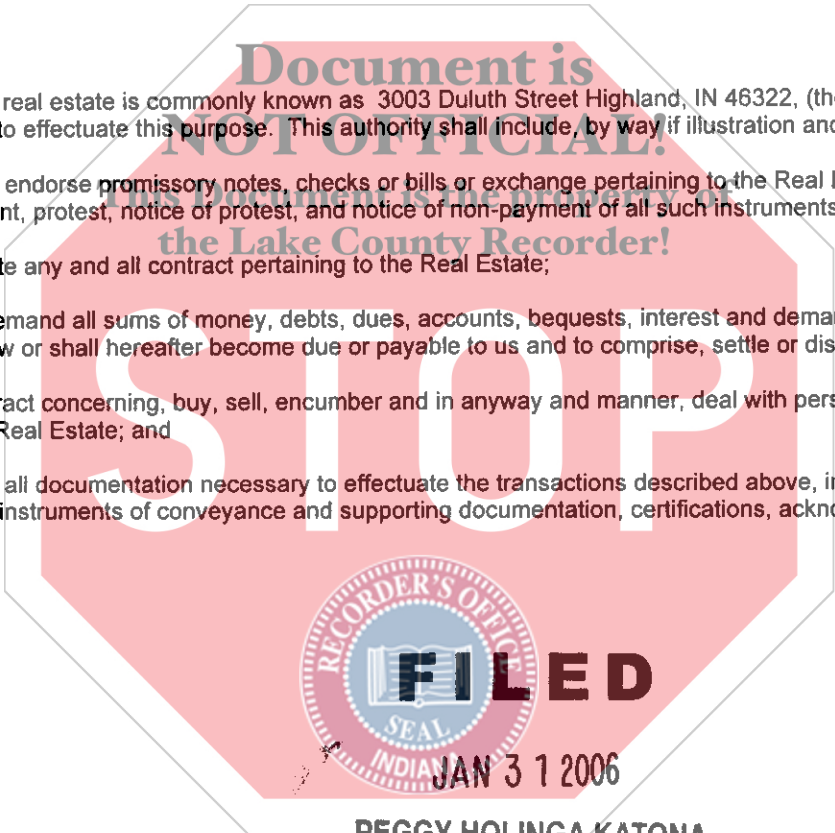 Document is
real estate is commonly known as 3003 Duluth Street Highland, IN 46322, (the
to effectuate this purpose. This authority shall include, by way if illustration and
NOT OFFICIAL!
endorse promissory notes, checks or bills or exchange pertaining to the Real
This Document is the property of
nt, protest, notice of protest, and notice of non-payment of all such instruments
the Lake County Recorder!
te any and all contract pertaining to the Real Estate;
emand all sums of money, debts, dues, accounts, bequests, interest and demar
w or shall hereafter become due or payable to us and to comprise, settle or dis
STOP
ract concerning, buy, sell, encumber and in anyway and manner, deal with pers
Real Estate; and
all documentation necessary to effectuate the transactions described above, in
instruments of conveyance and supporting documentation, certifications, ackno
RECORDER'S OFFICE
FILED
SEAL
INDIANA
JAN 31 2006
PEGGY HOLINGA KATONA